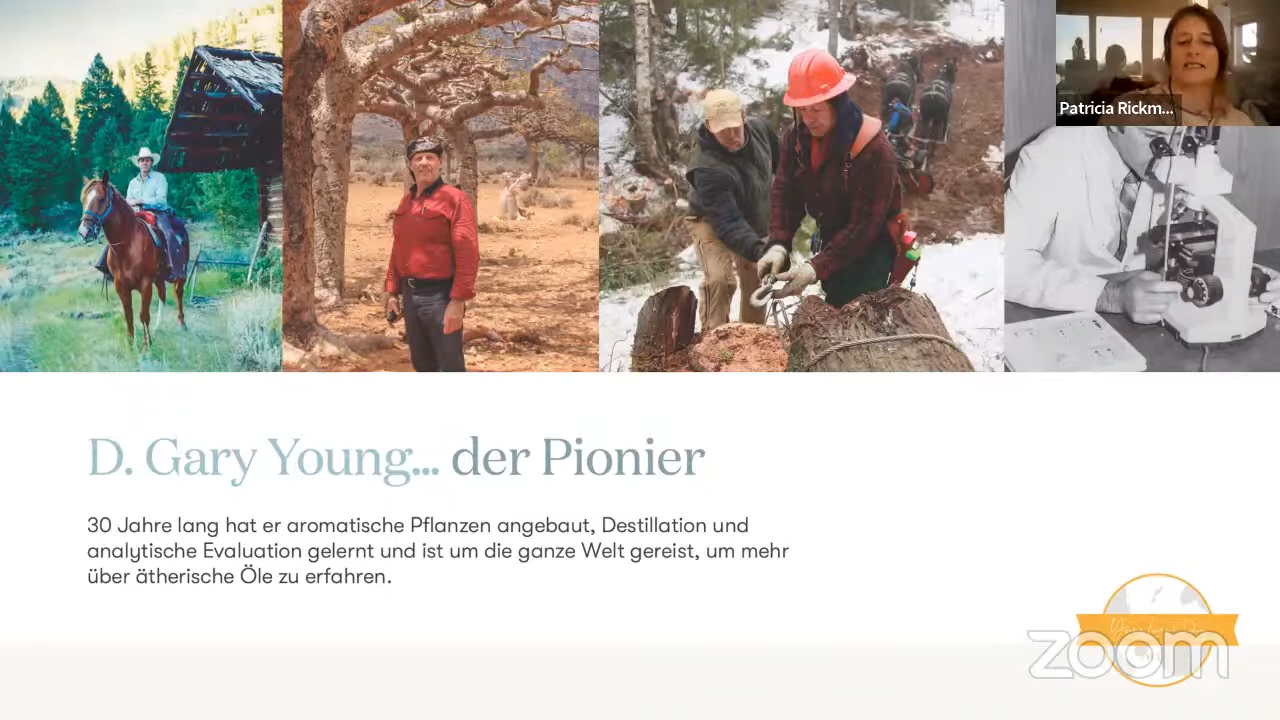 Patricia Rickm...
D. Gary Young... der Pionier
30 Jahre lang hat er aromatische Pflanzen angebaut, Destillation und
analytische Evaluation gelernt und ist um die ganze Welt gereist, um mehr
über ätherische Öle zu erfahren.
zoom